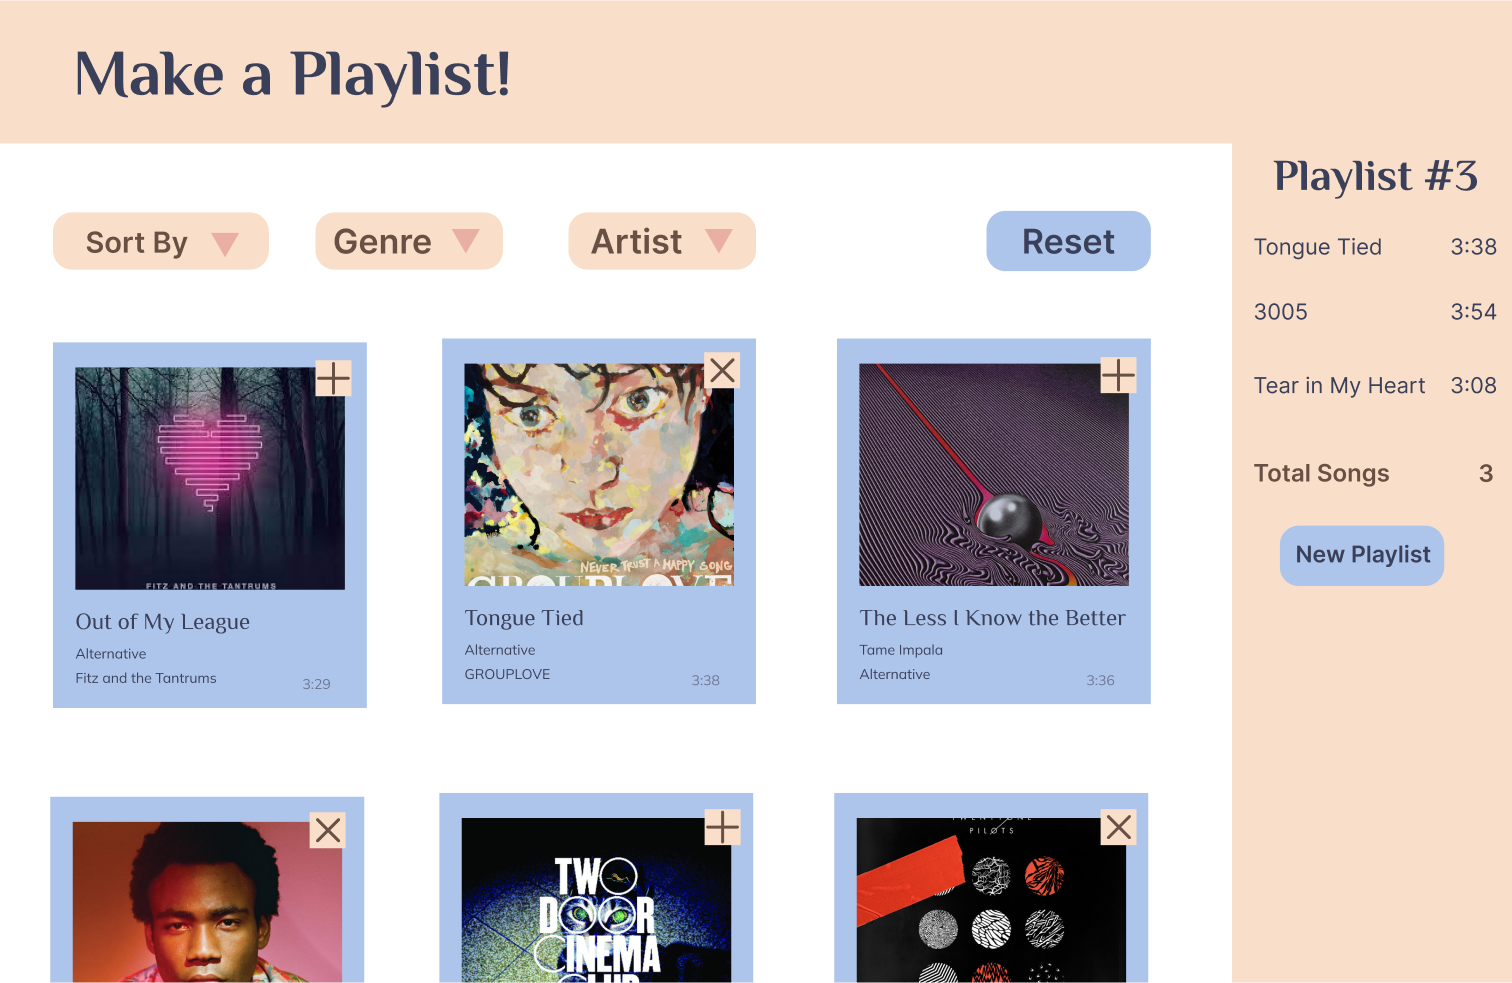 Make a Playlist!
Playlist #3
Sort By
Genre
Artist
Reset
Tongue Tied 3:38
3005 3:54
Tear in My Heart 3:08
Total Songs 3
New Playlist
FITZ AND THE TANTRUMS
Out of My League
Alternative
Fitz and the Tantrums
3:29
NEVER TRUST A HAPPY SONG
GROUPLOVE
Tongue Tied
Alternative
GROUPLOVE
3:38
The Less I Know the Better
Tame Impala
Alternative
3:36
TWO
DOOR
CINEMA
CLUB
PILOTS